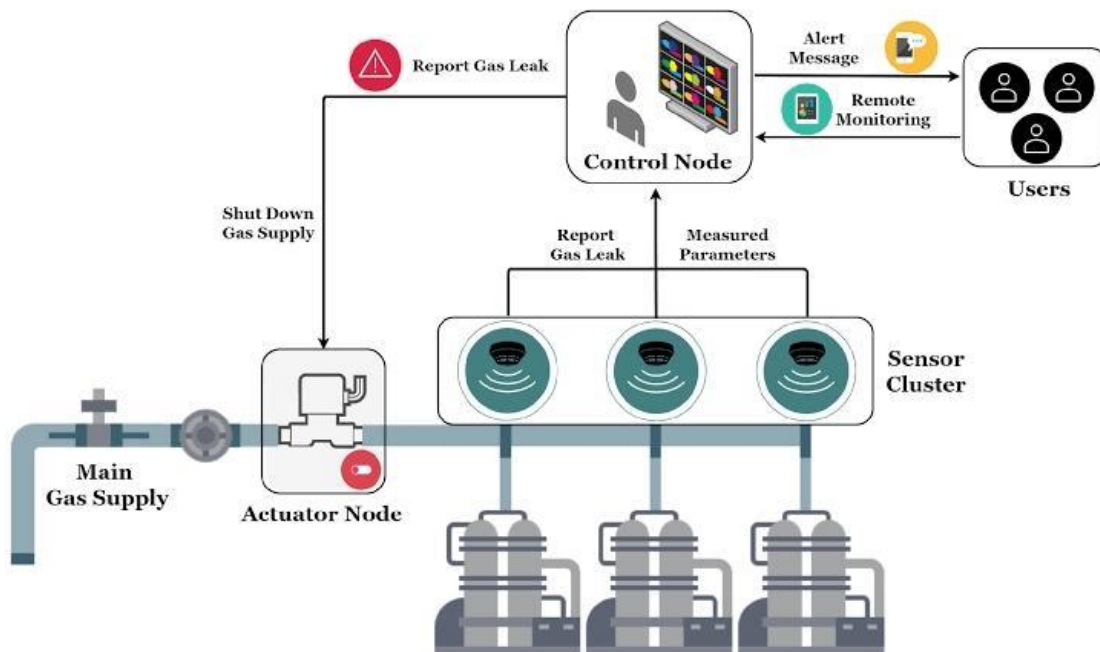 Report Gas Leak
Alert
Message
Remote
Monitoring
Control Node
Users
Shut Down
Gas Supply
Report
Gas Leak
Measured
Parameters
Sensor
Cluster
Main
Gas Supply
Actuator Node